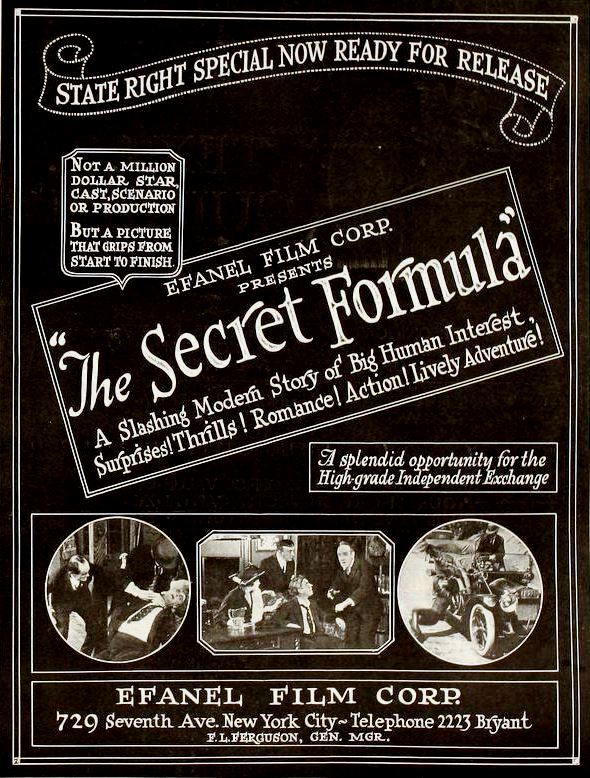 STATE RIGHT SPECIAL NOW READY FOR RELEASE
NOT A MILLION
DOLLAR STAR,
CAST, SCENARIO
OR PRODUCTION
BUT A PICTURE
THAT GRIPS FROM
START TO FINISH.
EFANEL FILM CORP.
PRESENTS
"The Secret Formula"
A Slashing Modern Story of Big Human Interest,
Surprises! Thrills! Romance! Action! Lively Adventure!
A splendid opportunity for the
High-grade Independent Exchange
EFANEL FILM CORP.
729 Seventh Ave. New York City~Telephone 2223 Bryant
F. L. FERGUSON, GEN. MGR.